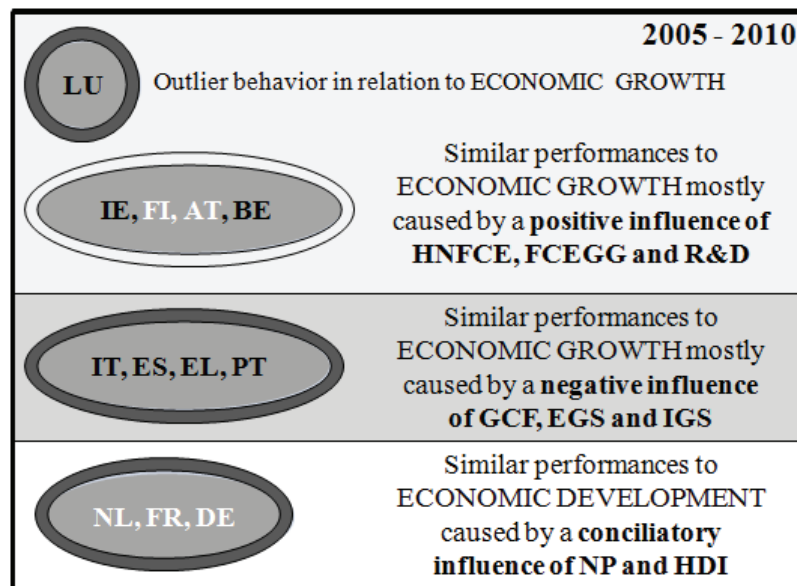 2005 - 2010
LU
Outlier behavior in relation to ECONOMIC GROWTH
IE, FI, AT, BE
Similar performances to
ECONOMIC GROWTH mostly
caused by a positive influence of
HNFCE, FCEGG and R&D
IT, ES, EL, PT
Similar performances to
ECONOMIC GROWTH mostly
caused by a negative influence
of GCF, EGS and IGS
NL, FR, DE
Similar performances to
ECONOMIC DEVELOPMENT
caused by a conciliatory
influence of NP and HDI